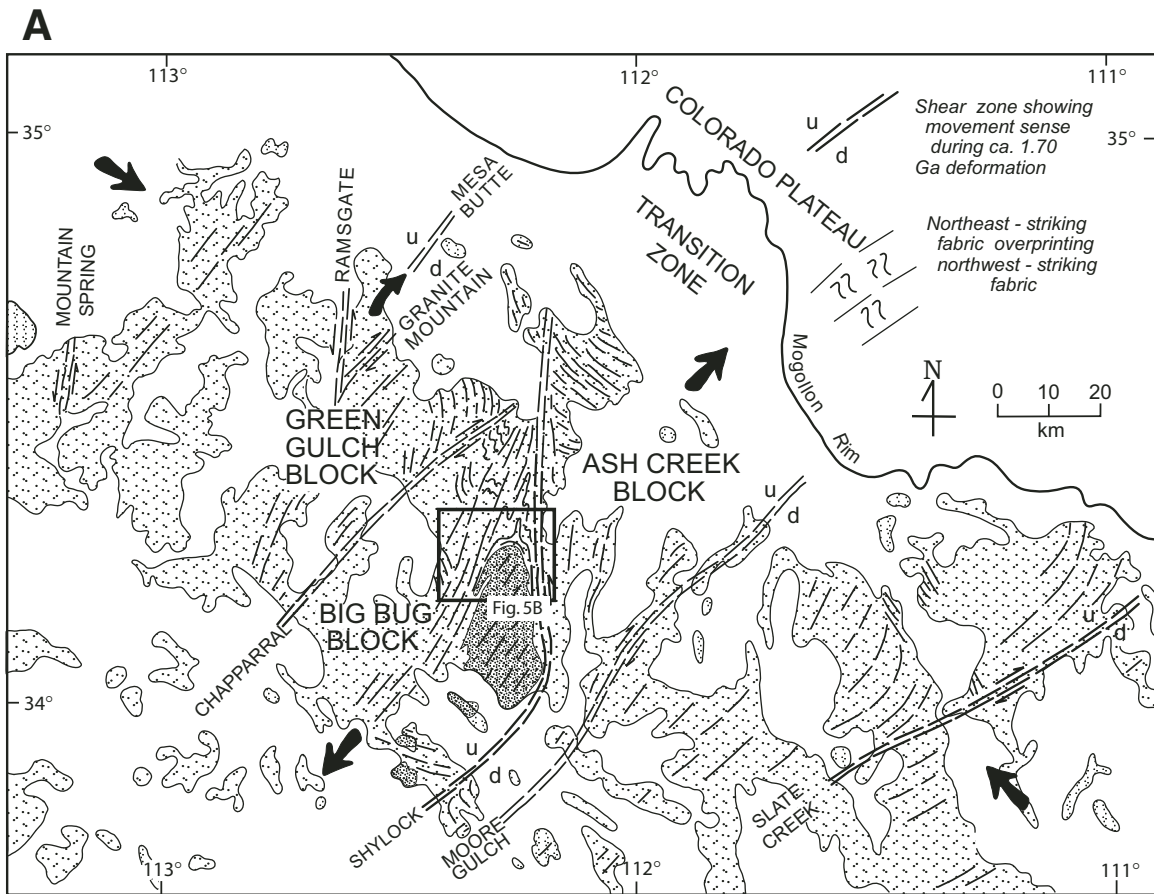 A
113°
112°
111°
35°
35°
COLORADO PLATEAU
u
d
Shear zone showing
movement sense
during ca. 1.70
Ga deformation
TRANSITION
ZONE
MESA
BUTTE
u
d
RAMSGATE
MOUNTAIN
SPRING
GRANITE
MOUNTAIN
Northeast - striking
fabric overprinting
northwest - striking
fabric
Mogollon
Rim
N
0 10 20
km
GREEN
GULCH
BLOCK
ASH CREEK
BLOCK
u
d
Fig. 5B
BIG BUG
BLOCK
CHAPPARRAL
u
d
34°
34°
u
d
SHYLOCK
MOORE
GULCH
SLATE
CREEK
113°
112°
111°